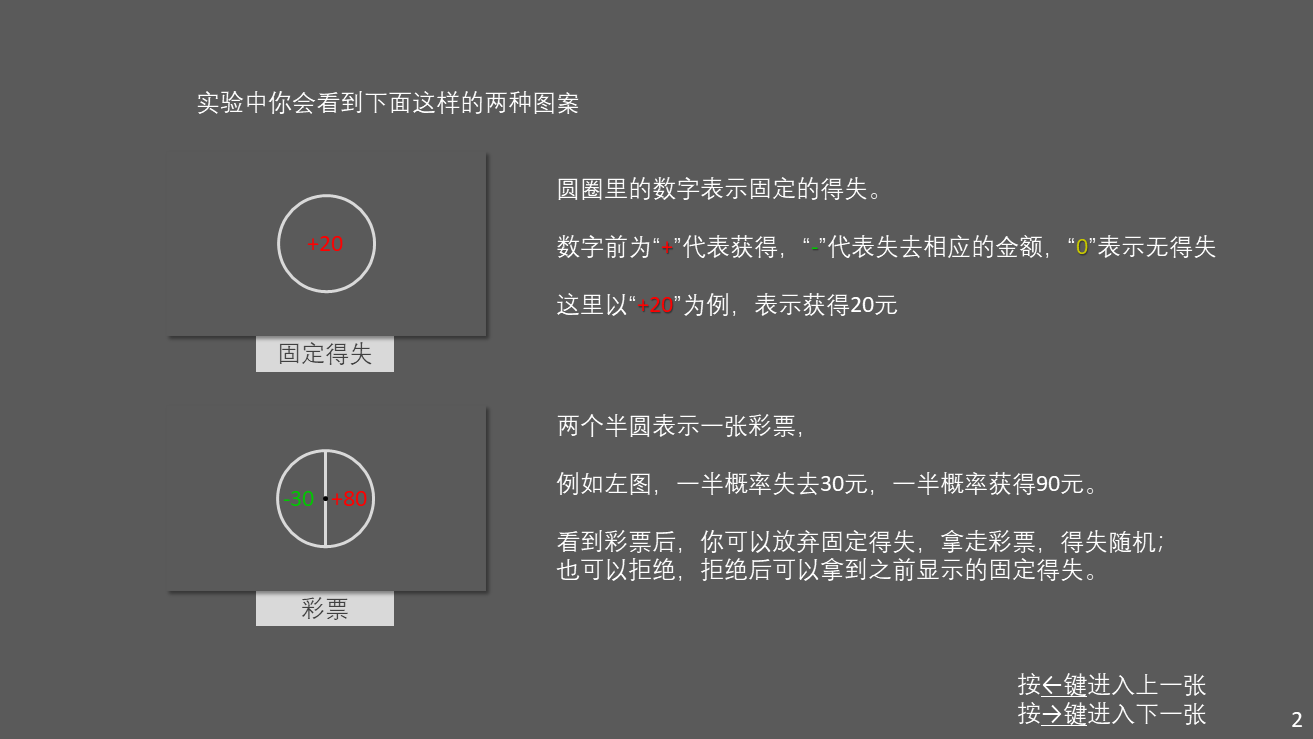 实验中你会看到下面这样的两种图案
+20
固定得失
圆圈里的数字表示固定的得失。
数字前为“+”代表获得，“-”代表失去相应的金额，“0”表示无得失
这里以“+20”为例，表示获得20元
-30 +80
彩票
两个半圆表示一张彩票，
例如左图，一半概率失去30元，一半概率获得90元。
看到彩票后，你可以放弃固定得失，拿走彩票，得失随机；
也可以拒绝，拒绝后可以拿到之前显示的固定得失。
按←键进入上一张
按→键进入下一张
2